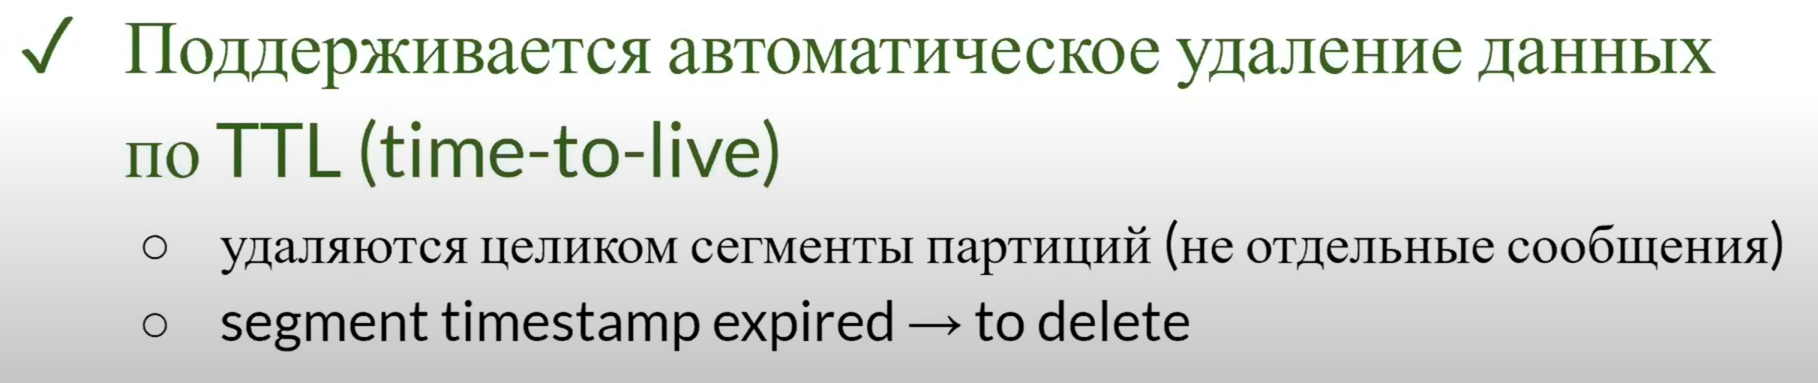 ✓ Поддерживается автоматическое удаление данных
по TTL (time-to-live)
○ удаляются целиком сегменты партиций (не отдельные сообщения)
○ segment timestamp expired → to delete